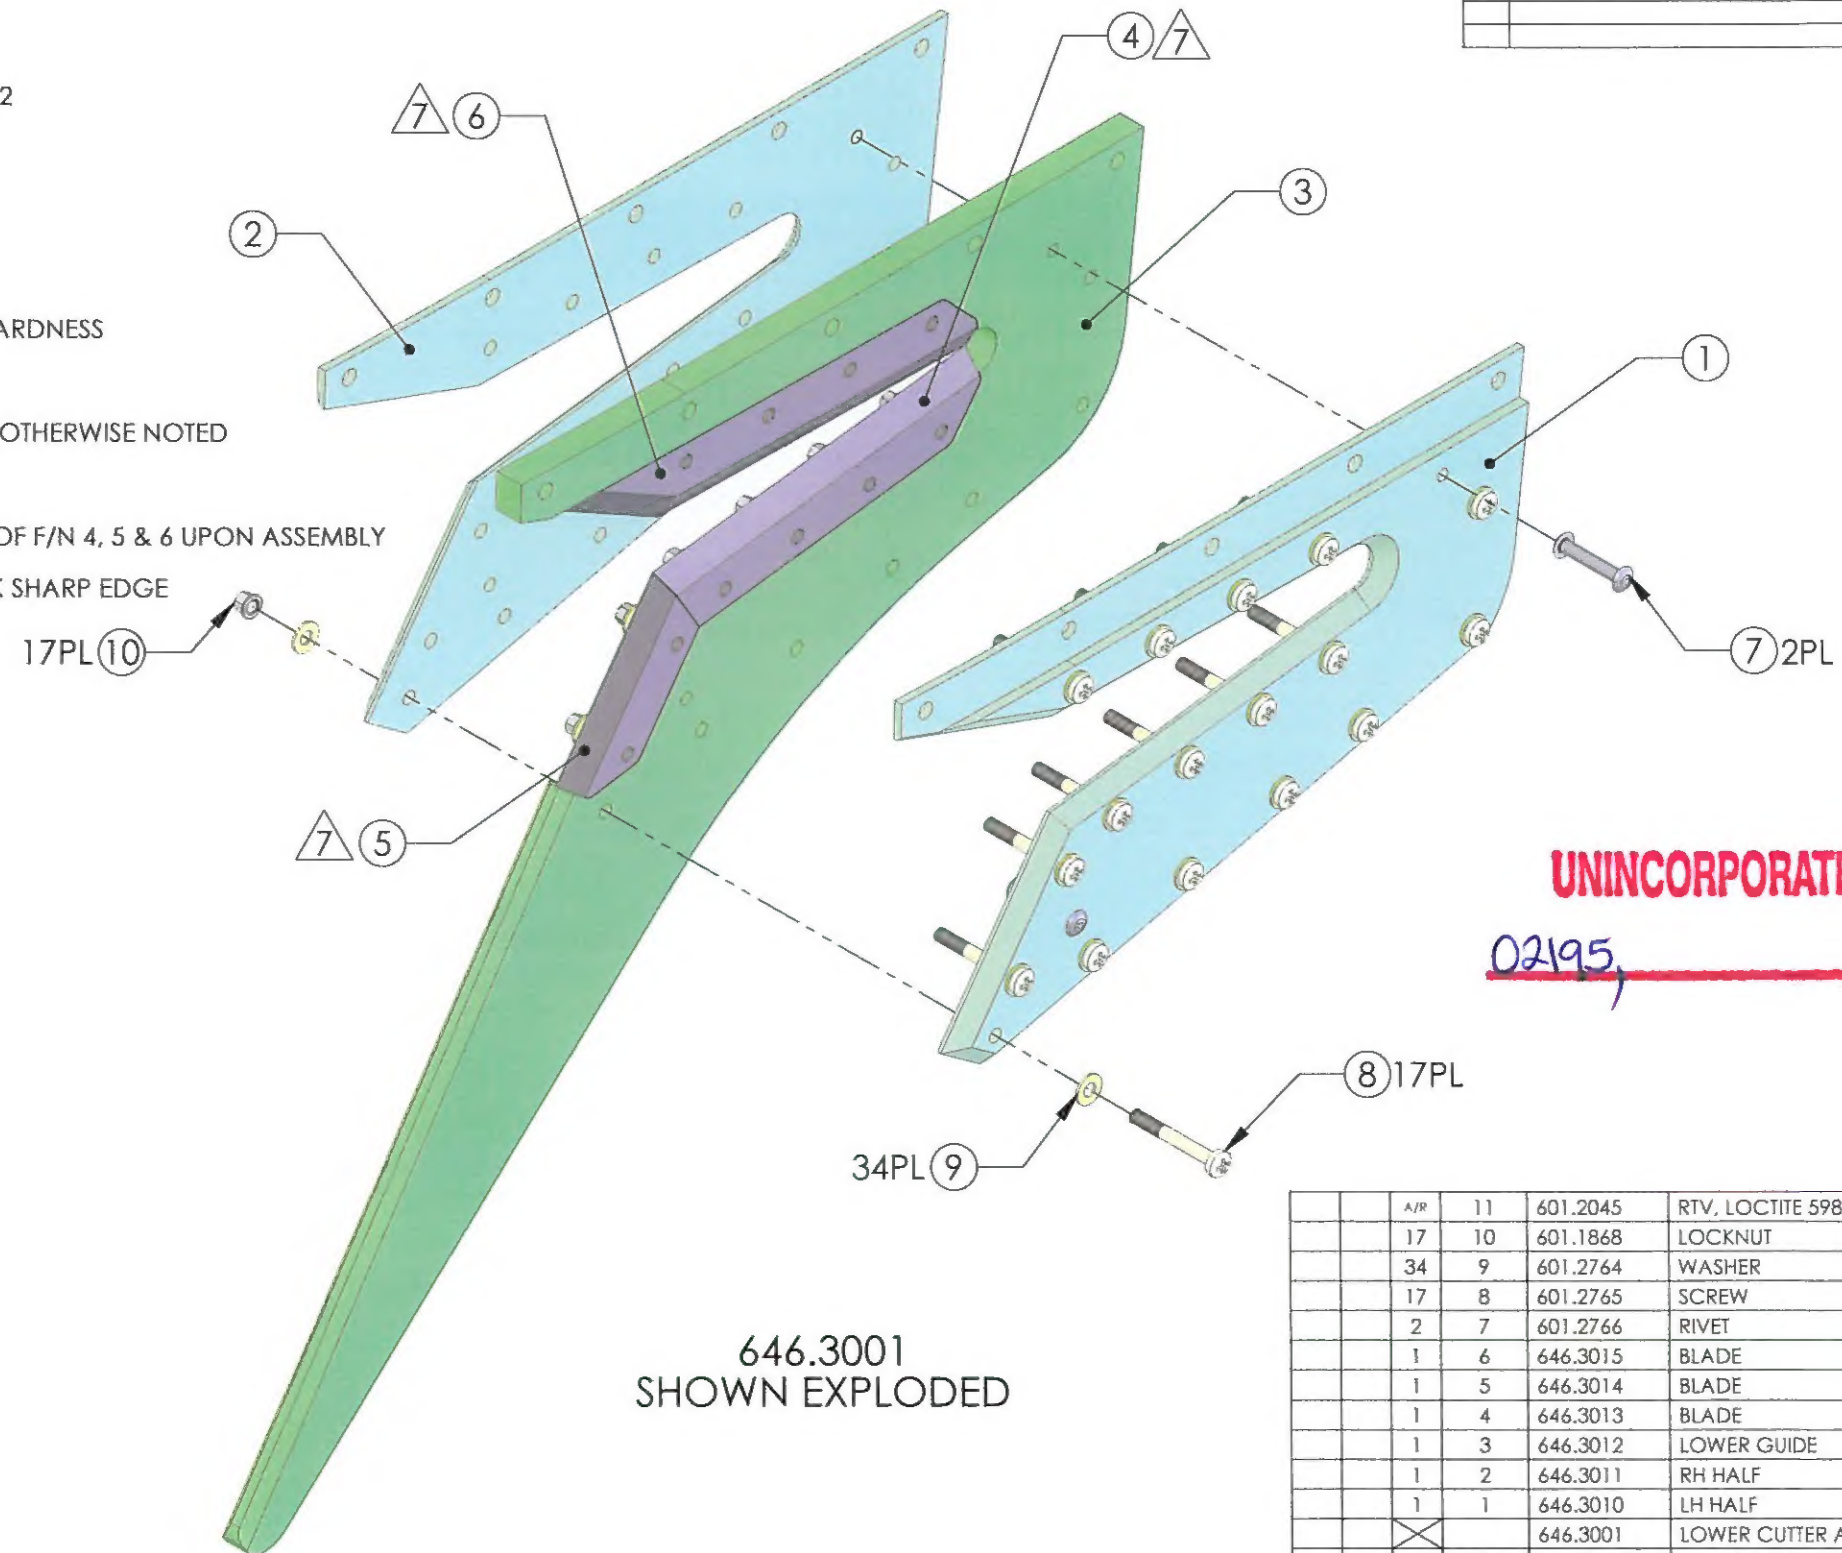 2
ARDNESS
OTHERWISE NOTED
OF F/N 4, 5 & 6 UPON ASSEMBLY
SHARP EDGE
4 7
7 6
3
2
1
17PL 10
7 2PL
7 5
UNINCORPORATE
02195,
8 17PL
34PL 9
646.3001
SHOWN EXPLODED
A/R 11 601.2045 RTV, LOCTITE 598
17 10 601.1868 LOCKNUT
34 9 601.2764 WASHER
17 8 601.2765 SCREW
2 7 601.2766 RIVET
1 6 646.3015 BLADE
1 5 646.3014 BLADE
1 4 646.3013 BLADE
1 3 646.3012 LOWER GUIDE
1 2 646.3011 RH HALF
1 1 646.3010 LH HALF
646.3001 LOWER CUTTER A